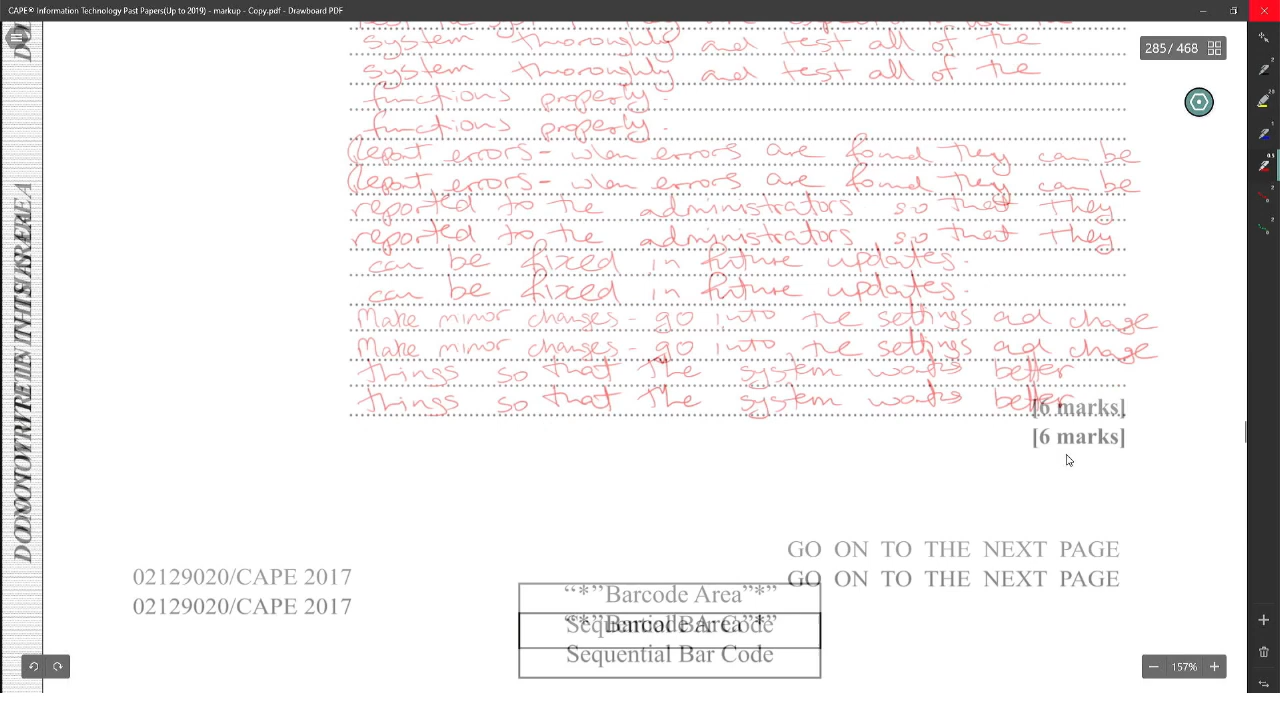 CAPE® Information Technology Past Papers(Up to 2019) - markup - Copy.pdf - Drawboard PDF
285 / 468
system thoroughly and test all of the
system thoroughly and test all of the
functions properly.
functions properly.
Report errors - when errors are found they can be
Report errors - when errors are found they can be
reported to the administrators so that they
reported to the administrators so that they
can be fixed in future updates.
can be fixed in future updates.
Make minor changes - go into the settings and change
Make minor changes - go into the settings and change
things so that the system works better
things so that the system works better
[6 marks]
[6 marks]
GO ON TO THE NEXT PAGE
GO ON TO THE NEXT PAGE
02129020/CAPE 2017
02129020/CAPE 2017
“*”Barcode Area”*”
“*”Barcode Area”*”
Sequential Bar Code
Sequential Bar Code
157%